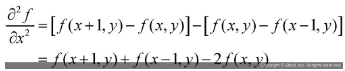 ∂²f/∂x² = [f(x+1,y)−f(x,y)]−[f(x,y)−f(x−1,y)]
= f(x+1,y)+f(x−1,y)−2f(x,y)